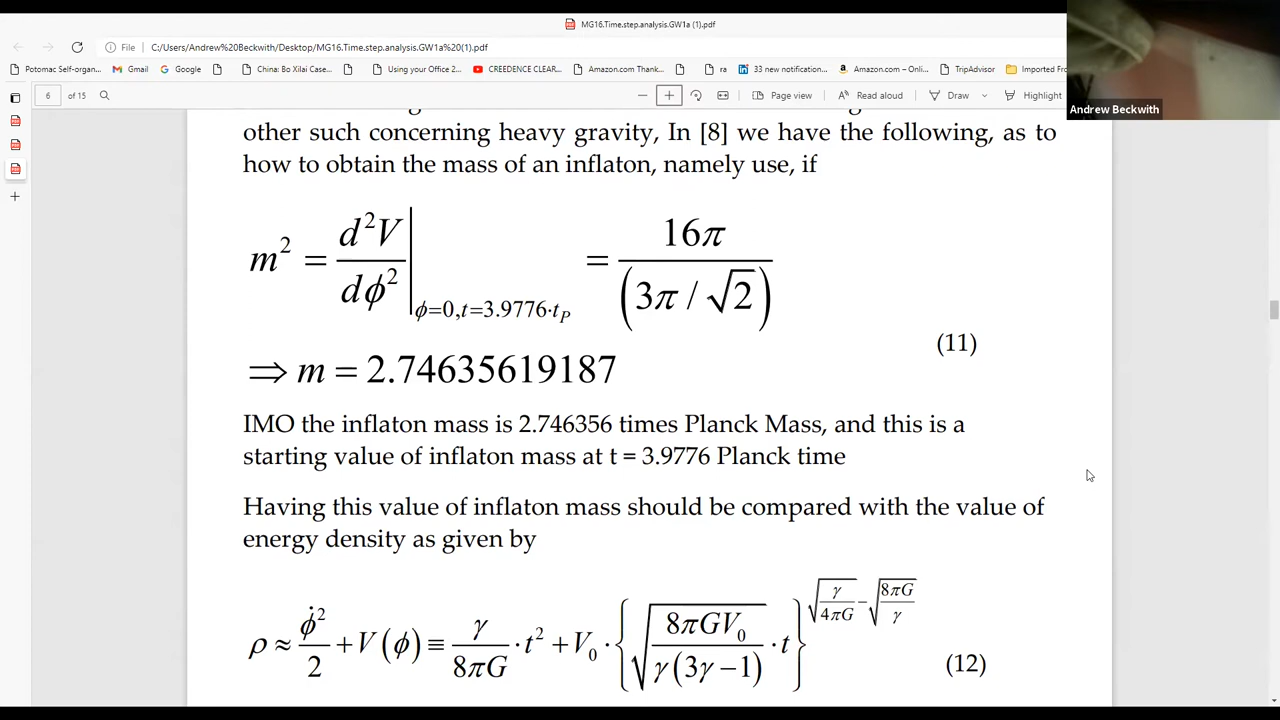 MG16.Time.step.analysis.GW1a (1).pdf
File C:/Users/Andrew%20Beckwith/Desktop/MG16.Time.step.analysis.GW1a%20(1).pdf
Potomac Self-organ... Gmail Google China: Bo Xilai Case... Using your Office 2... CREEDENCE CLEAR... Amazon.com Thank... ra 33 new notification... Amazon.com – Onli... TripAdvisor Imported From
6 of 15 Page view Read aloud Draw Highlight
Andrew Beckwith
other such concerning heavy gravity, In [8] we have the following, as to
how to obtain the mass of an inflaton, namely use, if
m² = d²V/dϕ² |ϕ=0,t=3.9776·tP = 16π/(3π / √2)
⇒ m = 2.74635619187
(11)
IMO the inflaton mass is 2.746356 times Planck Mass, and this is a
starting value of inflaton mass at t = 3.9776 Planck time
Having this value of inflaton mass should be compared with the value of
energy density as given by
ρ ≈ ϕ̇²/2 + V(ϕ) ≡ γ/8πG · t² + V₀ · {√(8πGV₀/γ(3γ−1)) · t}^(√(γ/4πG) − √(8πG/γ)) (12)